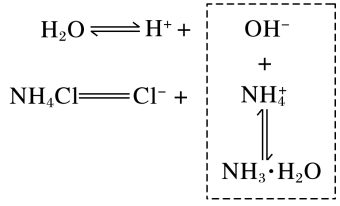 H₂O ⇌ H⁺ + OH⁻
+
NH₄Cl ══ Cl⁻ + NH₄⁺
⇌
NH₃·H₂O